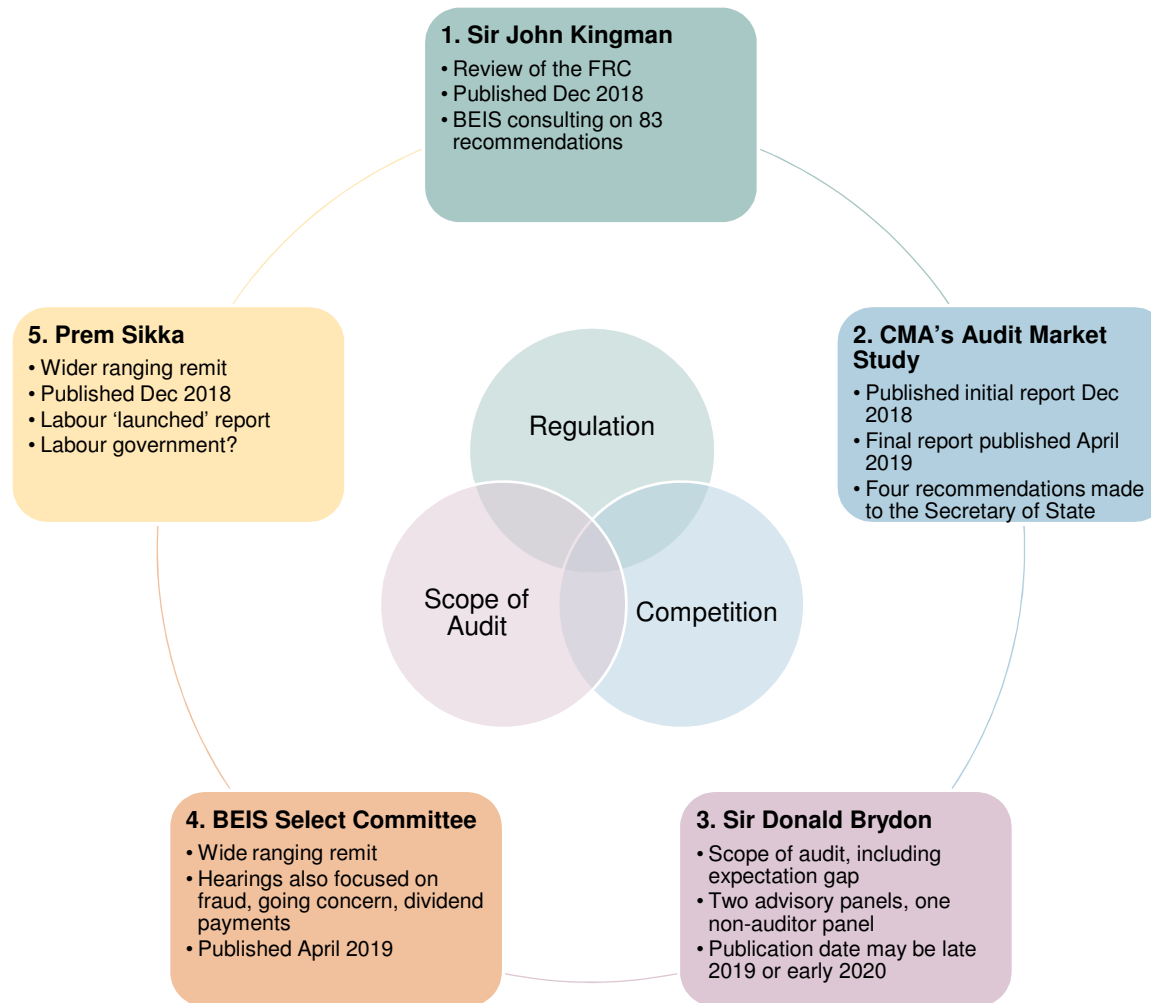 1. Sir John Kingman
• Review of the FRC
• Published Dec 2018
• BEIS consulting on 83
recommendations
2. CMA’s Audit Market
Study
• Published initial report Dec
2018
• Final report published April
2019
• Four recommendations made
to the Secretary of State
3. Sir Donald Brydon
• Scope of audit, including
expectation gap
• Two advisory panels, one
non-auditor panel
• Publication date may be late
2019 or early 2020
4. BEIS Select Committee
• Wide ranging remit
• Hearings also focused on
fraud, going concern, dividend
payments
• Published April 2019
5. Prem Sikka
• Wider ranging remit
• Published Dec 2018
• Labour ‘launched’ report
• Labour government?
Regulation
Scope of
Audit
Competition